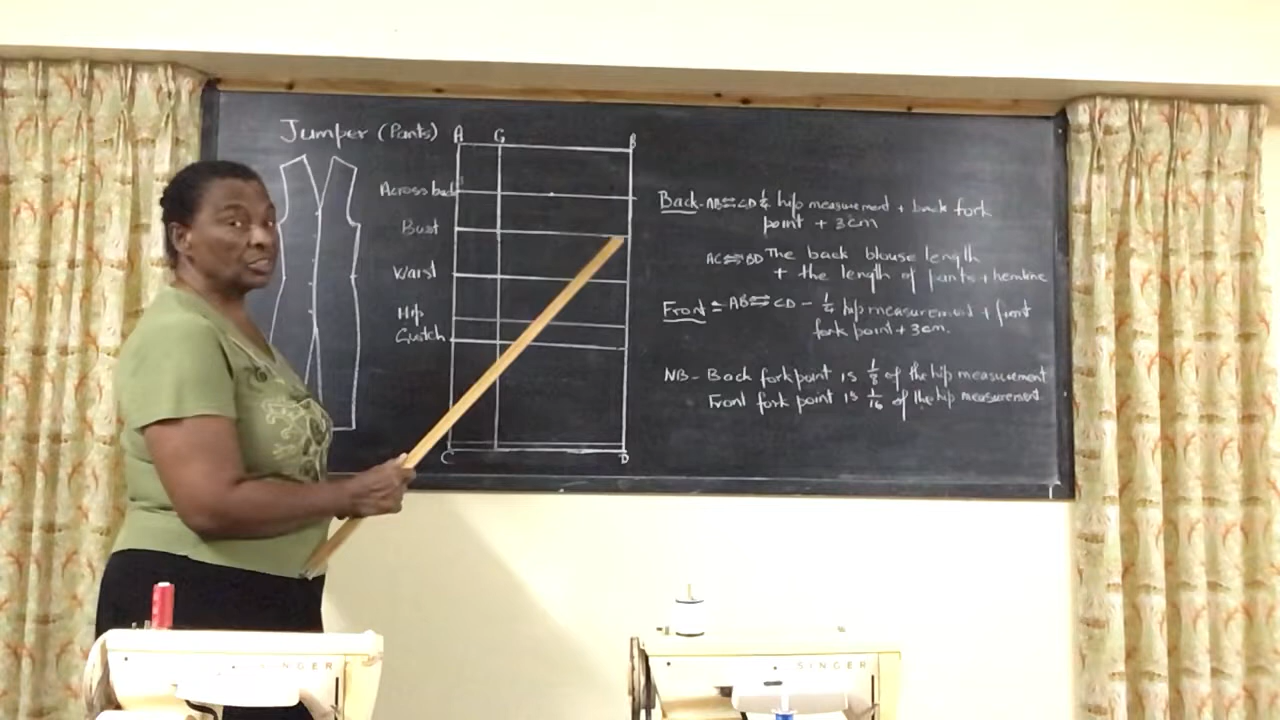 Jumper (Pants)
A G B
Across back
Bust
Waist
Hip
Crutch
C D
Back - AB ⇌ CD ¼ hip measurement + back fork
point + 3cm
AC ⇌ BD The back blouse length
+ the length of pants + hemline
Front = AB ⇌ CD - 1/4 hip measurement + front
fork point + 3cm.
NB - Back fork point is 1/8 of the hip measurement
Front fork point is 1/16 of the hip measurement.
SINGER
SINGER